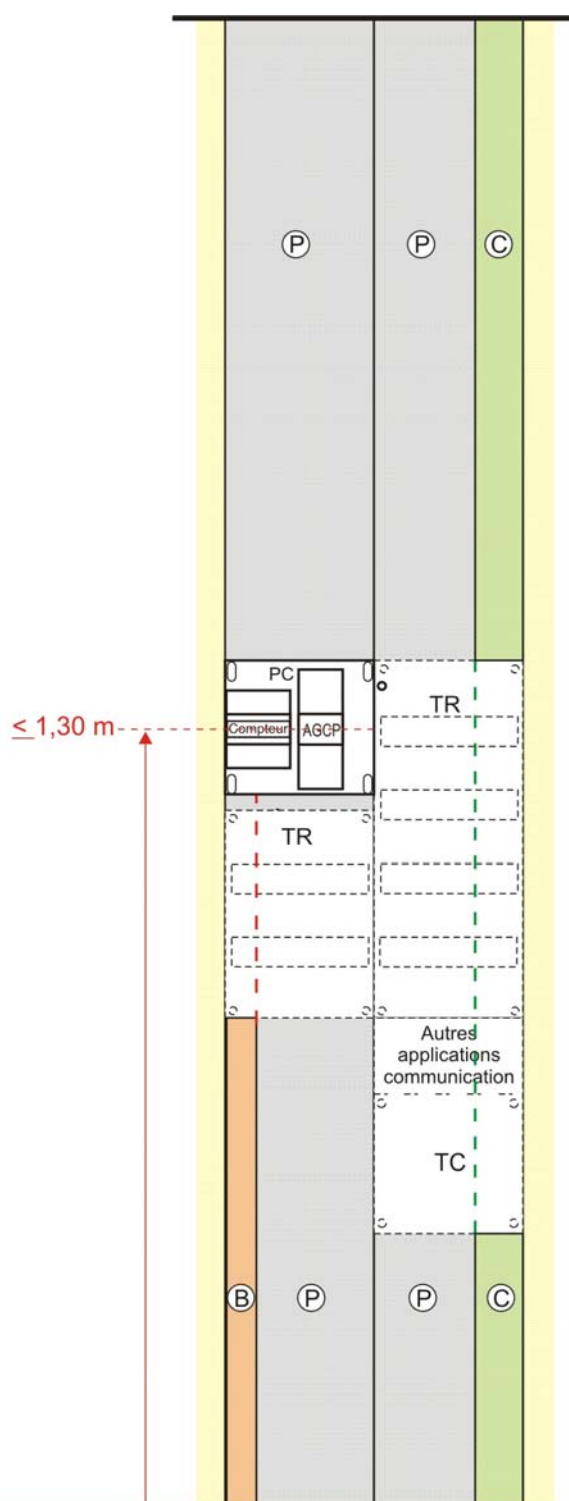 P
P
C
PC
TR
≤ 1,30 m
Compteur
AGCP
TR
Autres
applications
communication
TC
B
P
P
C